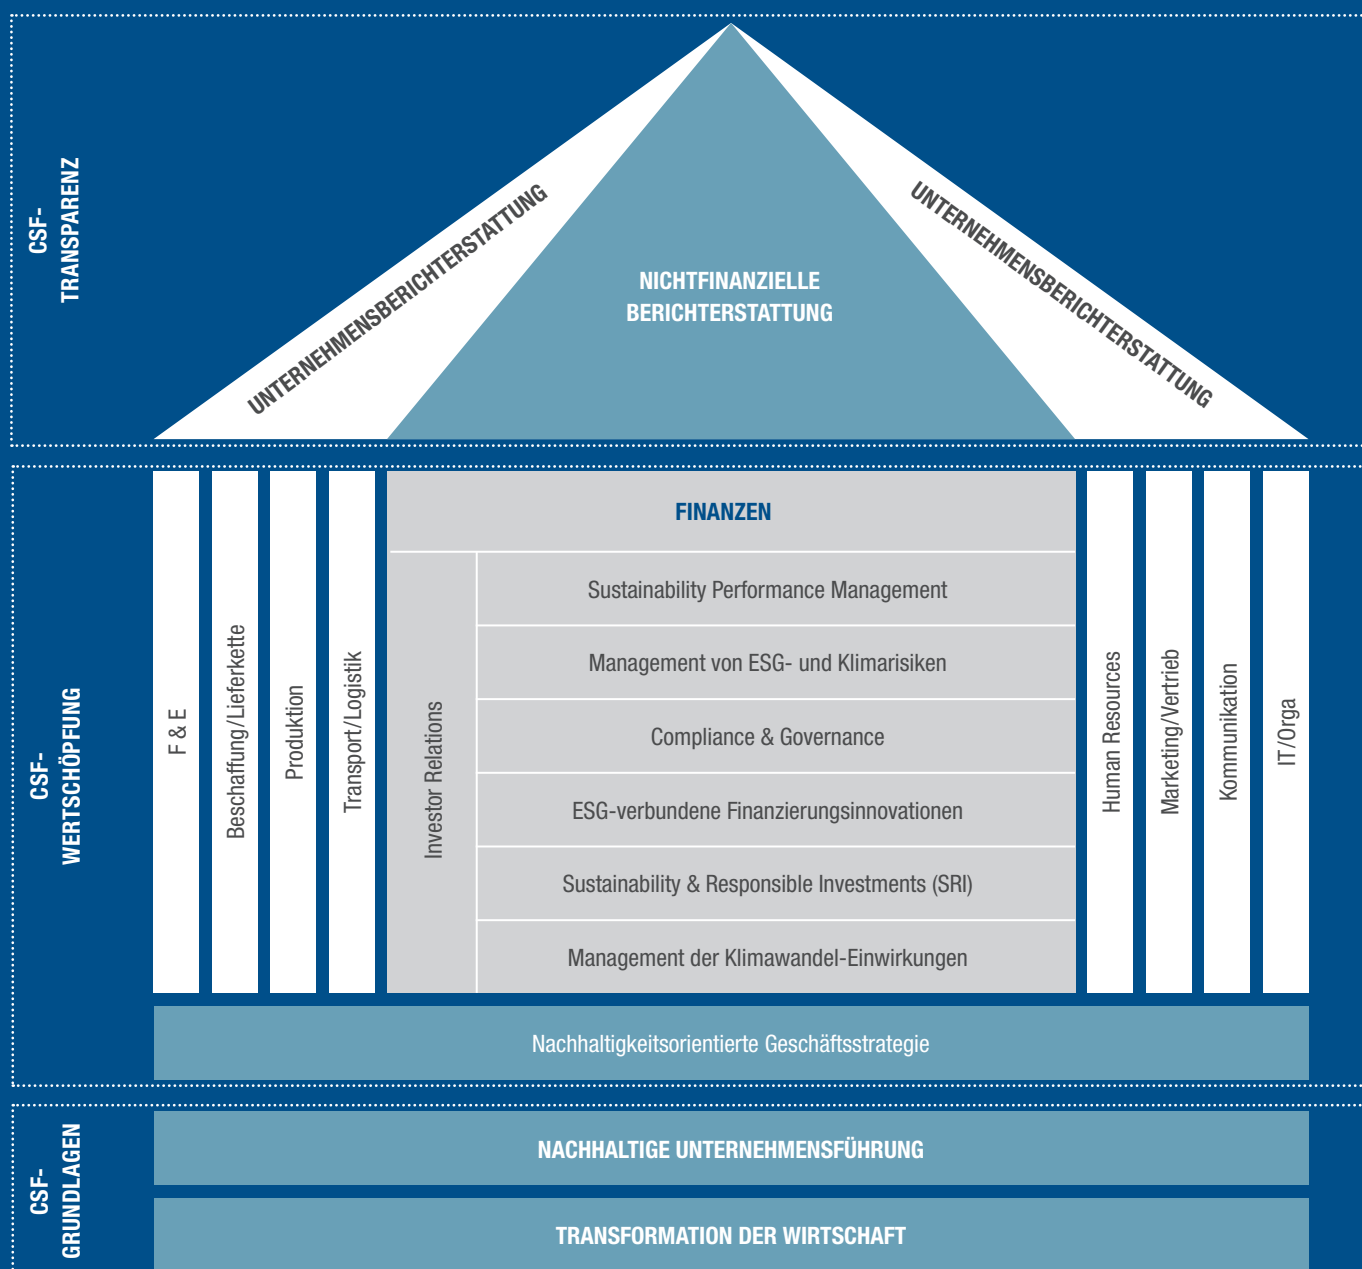 CSF-
TRANSPARENZ
UNTERNEHMENSBERICHTERSTATTUNG
NICHTFINANZIELLE
BERICHTERSTATTUNG
UNTERNEHMENSBERICHTERSTATTUNG
CSF-
WERTSCHÖPFUNG
F & E
Beschaffung/Lieferkette
Produktion
Transport/Logistik
FINANZEN
Investor Relations
Sustainability Performance Management
Management von ESG- und Klimarisiken
Compliance & Governance
ESG-verbundene Finanzierungsinnovationen
Sustainability & Responsible Investments (SRI)
Management der Klimawandel-Einwirkungen
Human Resources
Marketing/Vertrieb
Kommunikation
IT/Orga
Nachhaltigkeitsorientierte Geschäftsstrategie
CSF-
GRUNDLAGEN
NACHHALTIGE UNTERNEHMENSFÜHRUNG
TRANSFORMATION DER WIRTSCHAFT